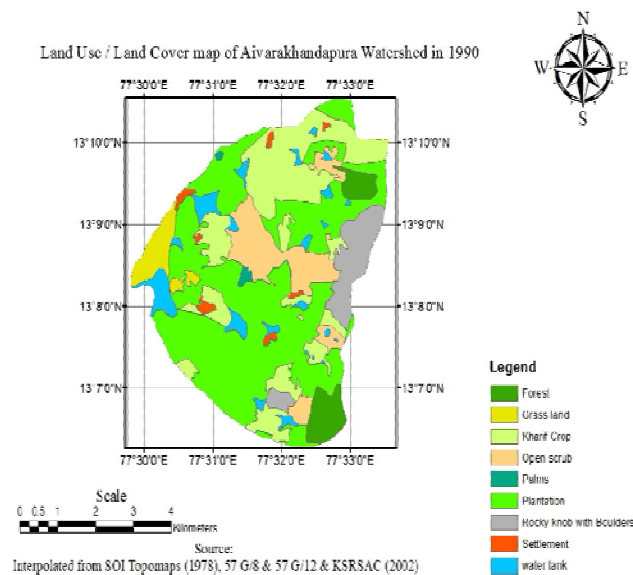 N
Land Use / Land Cover map of Aivarakhandapura Watershed in 1990
W E
S
77°30'0"E 77°31'0"E 77°32'0"E 77°33'0"E
13°10'0"N 13°10'0"N
13°9'0"N 13°9'0"N
13°8'0"N 13°8'0"N
13°7'0"N 13°7'0"N
77°30'0"E 77°31'0"E 77°32'0"E 77°33'0"E
Legend
Forest
Grass land
Kharif Crop
Open scrub
Palms
Plantation
Rocky knob with Boulders
Settlement
water tank
Scale
0 0.5 1 2 3 4
Kilometers
Source:
Interpolated from SOI Topomaps (1978), 57 G/8 & 57 G/12 & KSRSAC (2002)